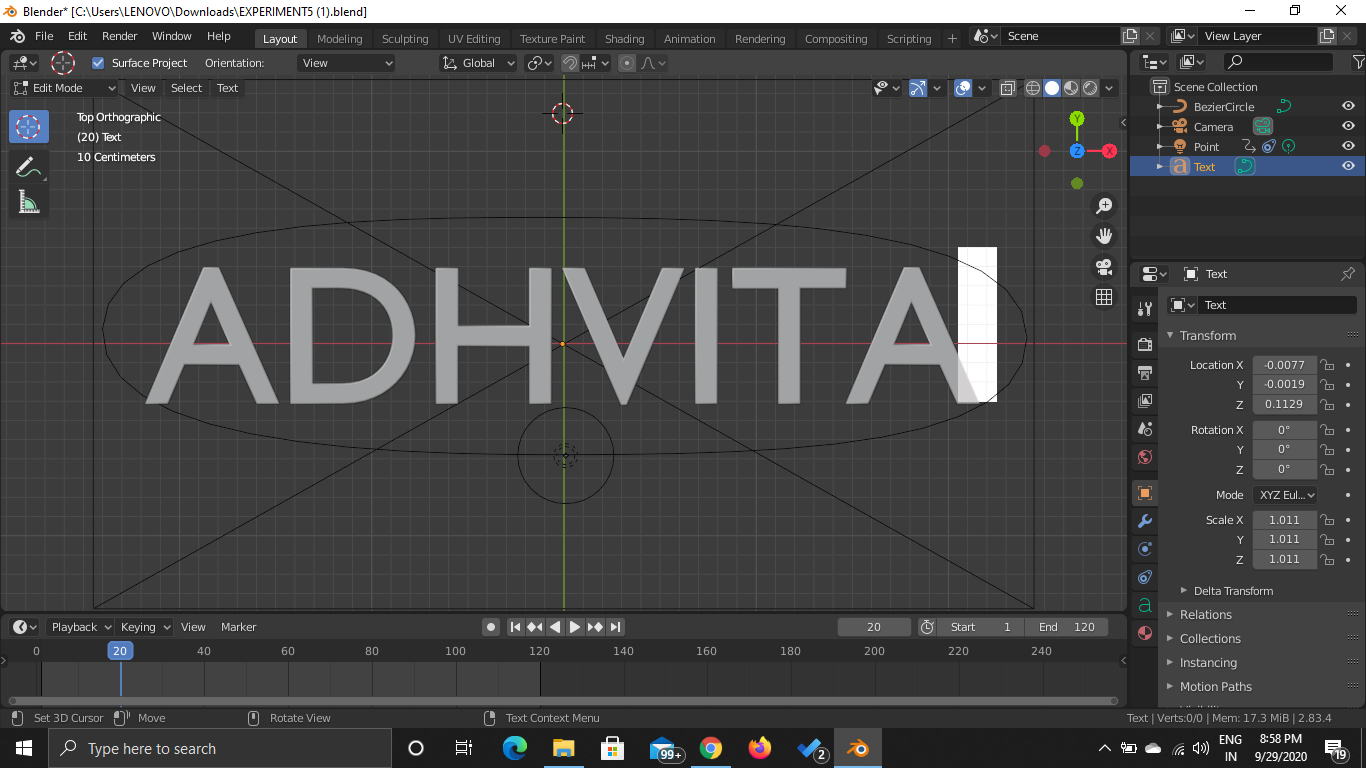 Blender* [C:\Users\LENOVO\Downloads\EXPERIMENT5 (1).blend]
File Edit Render Window Help Layout Modeling Sculpting UV Editing Texture Paint Shading Animation Rendering Compositing Scripting + Scene View Layer
Surface Project Orientation: View Global
Edit Mode View Select Text
Scene Collection
BezierCircle
Camera
Point
Text
Top Orthographic
(20) Text
10 Centimeters
Y
Z X
ADHVITA
Text
Text
Transform
Location X -0.0077
Y -0.0019
Z 0.1129
Rotation X 0°
Y 0°
Z 0°
Mode XYZ Eul...
Scale X 1.011
Y 1.011
Z 1.011
Delta Transform
Relations
Collections
Instancing
Motion Paths
Playback Keying View Marker 20 Start 1 End 120
0 20 40 60 80 100 120 140 160 180 200 220 240
Set 3D Cursor Move Rotate View Text Context Menu Text | Verts:0/0 | Mem: 17.3 MiB | 2.83.4
Type here to search 99+ 2 ENG 8:58 PM
IN 9/29/2020 19